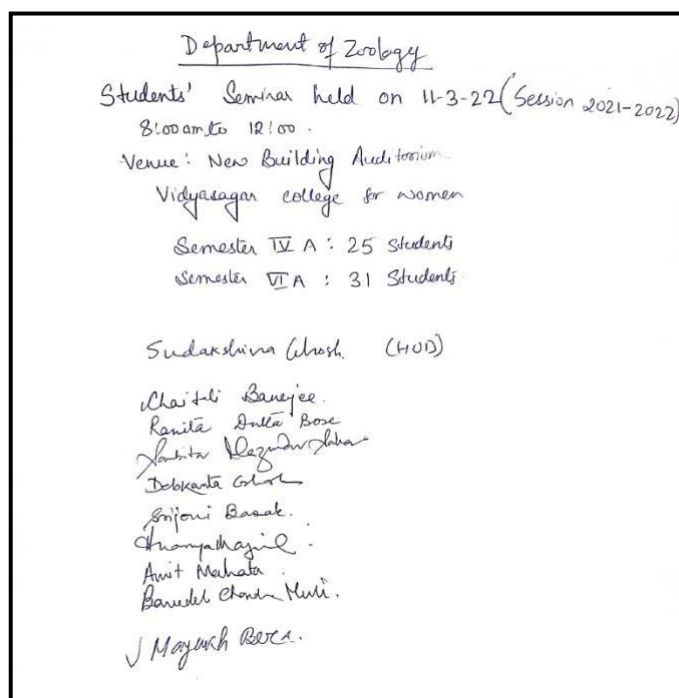 Department of Zoology
Students' Seminar held on 11-3-22 (Session 2021-2022)
8:00 am to 12:00.
Venue: New Building Auditorium
Vidyasagar college for women
Semester IV A : 25 Students
Semester VI A : 31 Students
Sudakshina Ghosh. (HOD)
Chaitali Banerjee.
Ranita Dutta Bose
Debkanta Ghosh
Srijoni Basak.
Amit Mahata.
Chandra
Mayukh Bera.